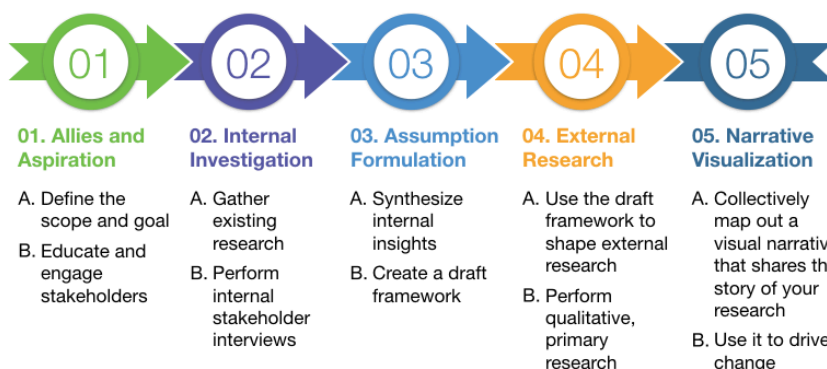 01
02
03
04
05
01. Allies and
Aspiration
A. Define the
scope and goal
B. Educate and
engage
stakeholders
02. Internal
Investigation
A. Gather
existing
research
B. Perform
internal
stakeholder
interviews
03. Assumption
Formulation
A. Synthesize
internal
insights
B. Create a draft
framework
04. External
Research
A. Use the draft
framework to
shape external
research
B. Perform
qualitative,
primary
research
05. Narrative
Visualization
A. Collectively
map out a
visual narrativ
that shares th
story of your
research
B. Use it to drive
change